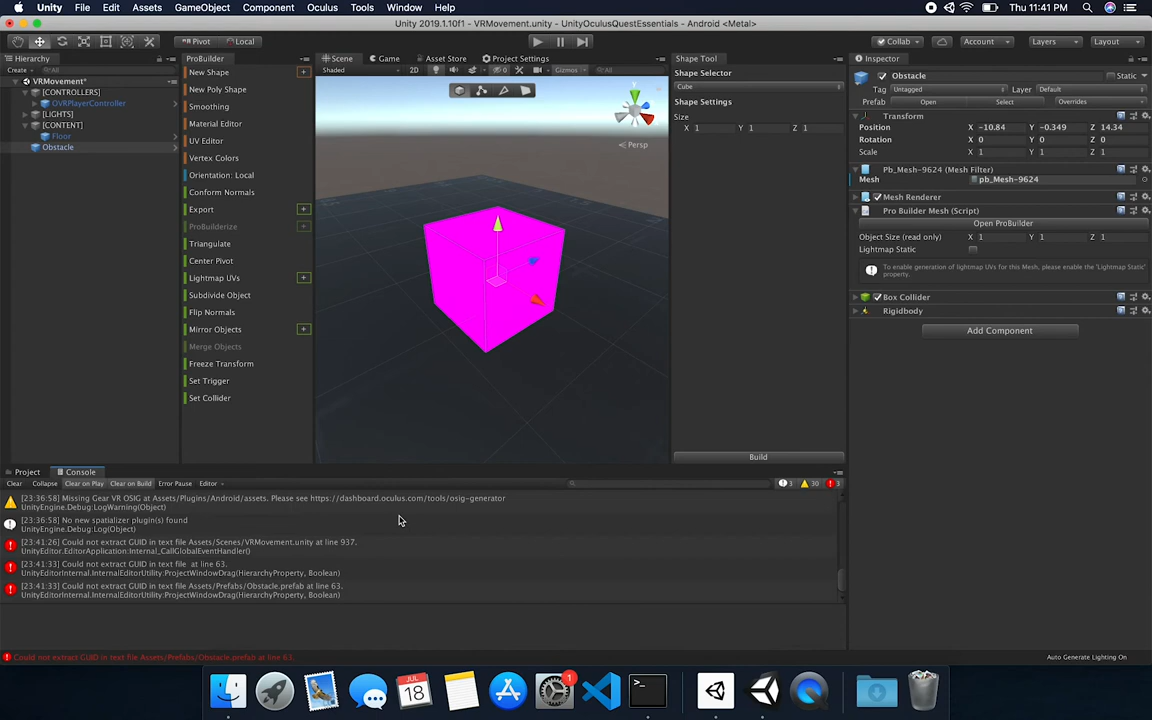 Unity File Edit Assets GameObject Component Oculus Tools Window Help Thu 11:41 PM
Unity 2019.1.10f1 - VRMovement.unity - UnityOculusQuestEssentials - Android <Metal>
Pivot Local Collab Account Layers Layout
Hierarchy ProBuilder Scene Game Asset Store Project Settings Shape Tool Inspector
Create All
Shaded 2D 0 Gizmos All
VRMovement*
[CONTROLLERS]
OVRPlayerController
[LIGHTS]
[CONTENT]
Floor
Obstacle
New Shape
New Poly Shape
Smoothing
Material Editor
UV Editor
Vertex Colors
Orientation: Local
Conform Normals
Export
ProBuilderize
Triangulate
Center Pivot
Lightmap UVs
Subdivide Object
Flip Normals
Mirror Objects
Merge Objects
Freeze Transform
Set Trigger
Set Collider
Persp
Shape Selector
Cube
Shape Settings
Size
X 1 Y 1 Z 1
Build
Obstacle Static
Tag Untagged Layer Default
Prefab Open Select Overrides
Transform
Position X -10.84 Y -0.349 Z 14.34
Rotation X 0 Y 0 Z 0
Scale X 1 Y 1 Z 1
Pb_Mesh-9624 (Mesh Filter)
Mesh pb_Mesh-9624
Mesh Renderer
Pro Builder Mesh (Script)
Open ProBuilder
Object Size (read only) X 1 Y 1 Z 1
Lightmap Static
To enable generation of lightmap UVs for this Mesh, please enable the 'Lightmap Static' property.
Box Collider
Rigidbody
Add Component
Project Console
Clear Collapse Clear on Play Clear on Build Error Pause Editor 3 30 3
[23:36:58] Missing Gear VR OSIG at Assets/Plugins/Android/assets. Please see https://dashboard.oculus.com/tools/osig-generator
UnityEngine.Debug:LogWarning(Object)
[23:36:58] No new spatializer plugin(s) found
UnityEngine.Debug:Log(Object)
[23:41:26] Could not extract GUID in text file Assets/Scenes/VRMovement.unity at line 937.
UnityEditor.EditorApplication:Internal_CallGlobalEventHandler()
[23:41:33] Could not extract GUID in text file  at line 63.
UnityEditorInternal.InternalEditorUtility:ProjectWindowDrag(HierarchyProperty, Boolean)
[23:41:33] Could not extract GUID in text file Assets/Prefabs/Obstacle.prefab at line 63.
UnityEditorInternal.InternalEditorUtility:ProjectWindowDrag(HierarchyProperty, Boolean)
Could not extract GUID in text file Assets/Prefabs/Obstacle.prefab at line 63.
Auto Generate Lighting On
JUL
18
1